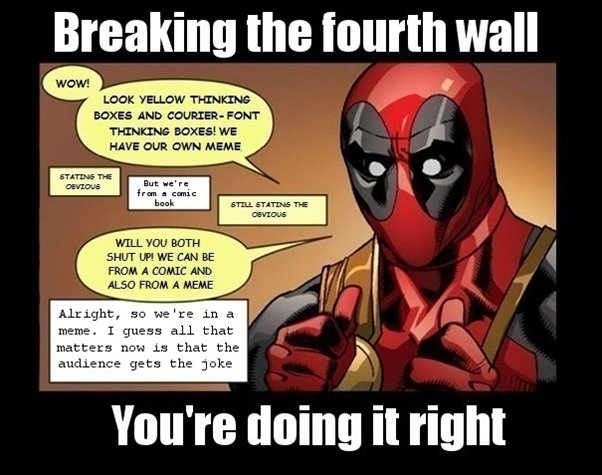 Breaking the fourth wall
WOW!
LOOK YELLOW THINKING
BOXES AND COURIER-FONT
THINKING BOXES! WE
HAVE OUR OWN MEME
STATING THE
OBVIOUS
But we're
from a comic
book
STILL STATING THE
OBVIOUS
WILL YOU BOTH
SHUT UP! WE CAN BE
FROM A COMIC AND
ALSO FROM A MEME
Alright, so we're in a
meme. I guess all that
matters now is that the
audience gets the joke
You're doing it right